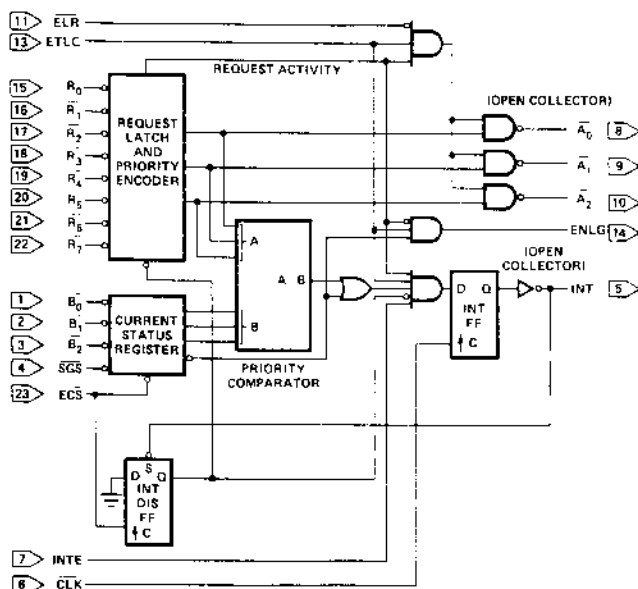 11 ELR
13 ETLC
REQUEST ACTIVITY
(OPEN COLLECTOR)
15 R0
16 R1
17 R2
18 R3
19 R4
20 R5
21 R6
22 R7
REQUEST
LATCH
AND
PRIORITY
ENCODER
A0 8
A1 9
A2 10
ENLG 14
(OPEN
COLLECTOR)
INT 5
A
B
A B
PRIORITY
COMPARATOR
1 B0
2 B1
3 B2
4 SGS
23 ECS
CURRENT
STATUS
REGISTER
D Q
INT
FF
C
S
D Q
INT
DIS
FF
C
7 INTE
6 CLK